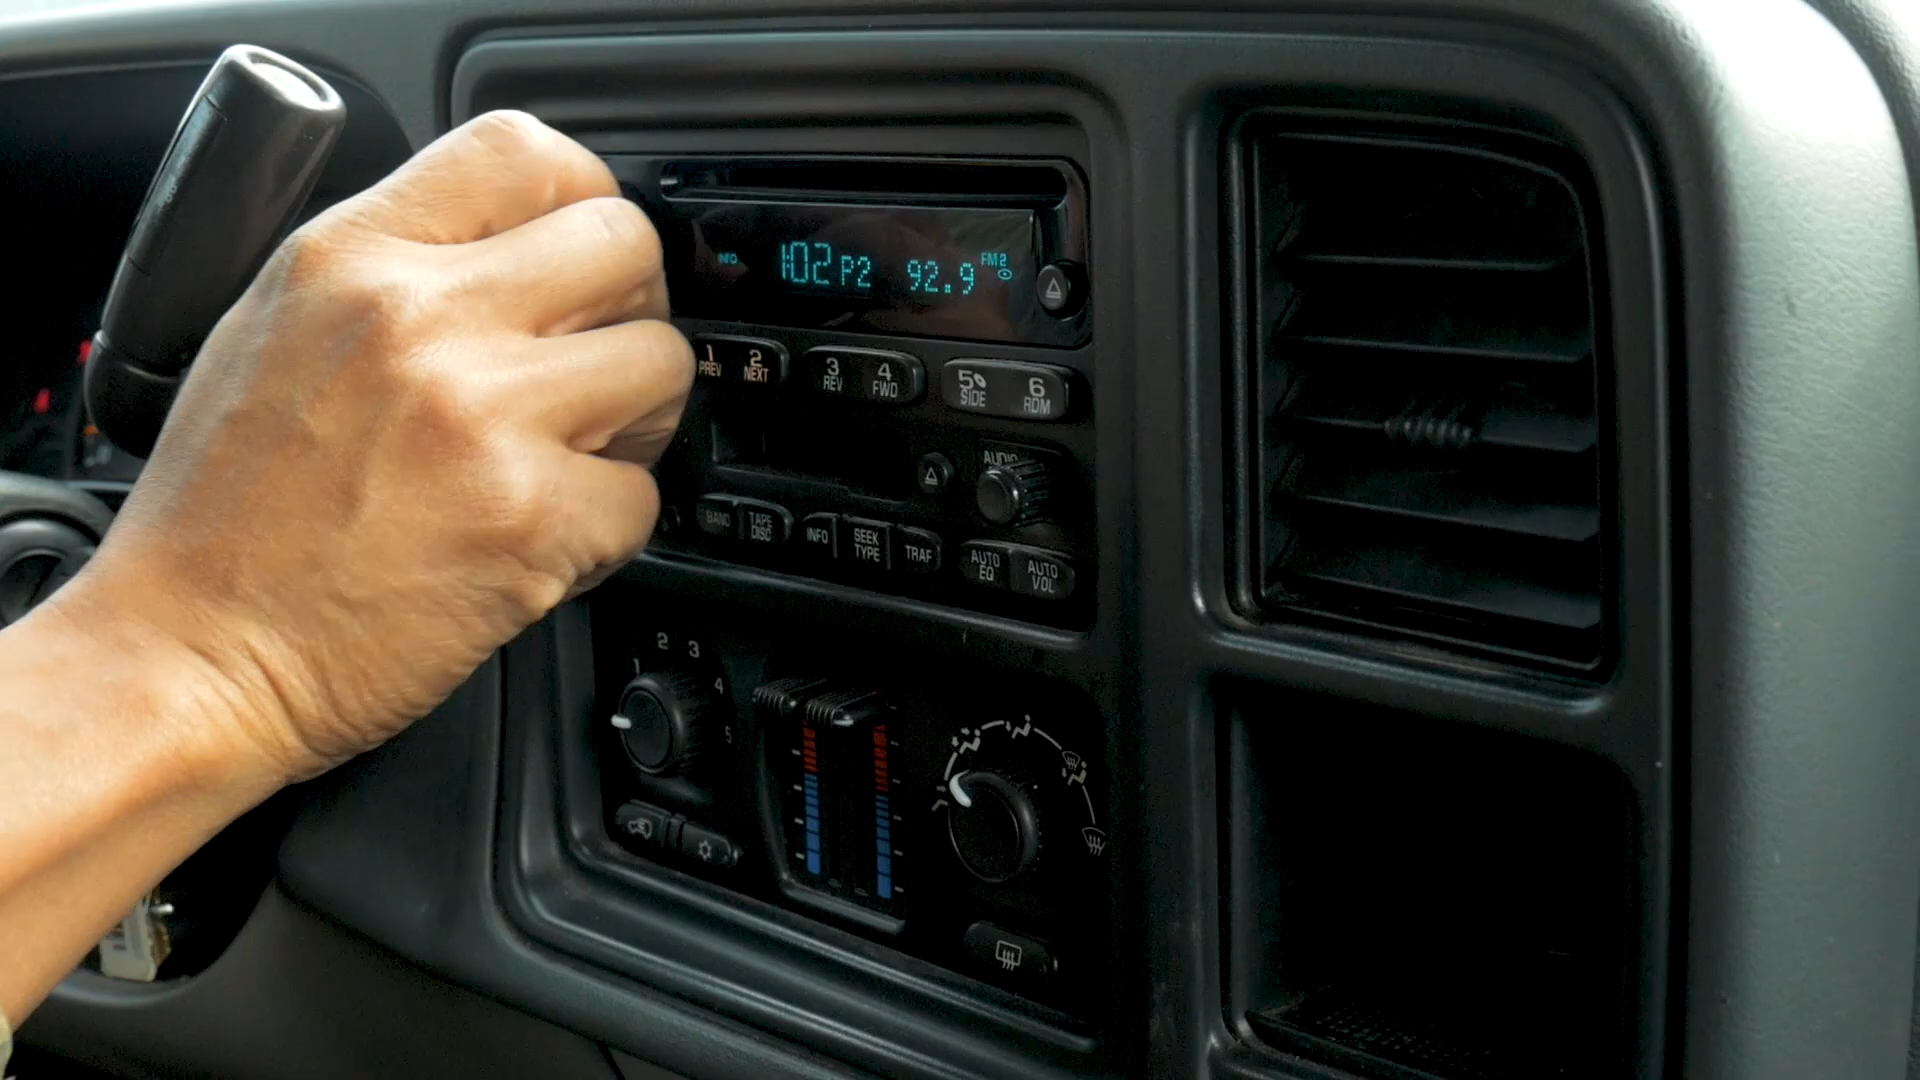 INFO 1:02 P2 92.9 FM2
1 PREV 2 NEXT 3 REV 4 FWD 5 SIDE 6 RDM
AUDIO
BAND TAPE DISC INFO SEEK TYPE TRAF AUTO EQ AUTO VOL
1 2 3 4 5